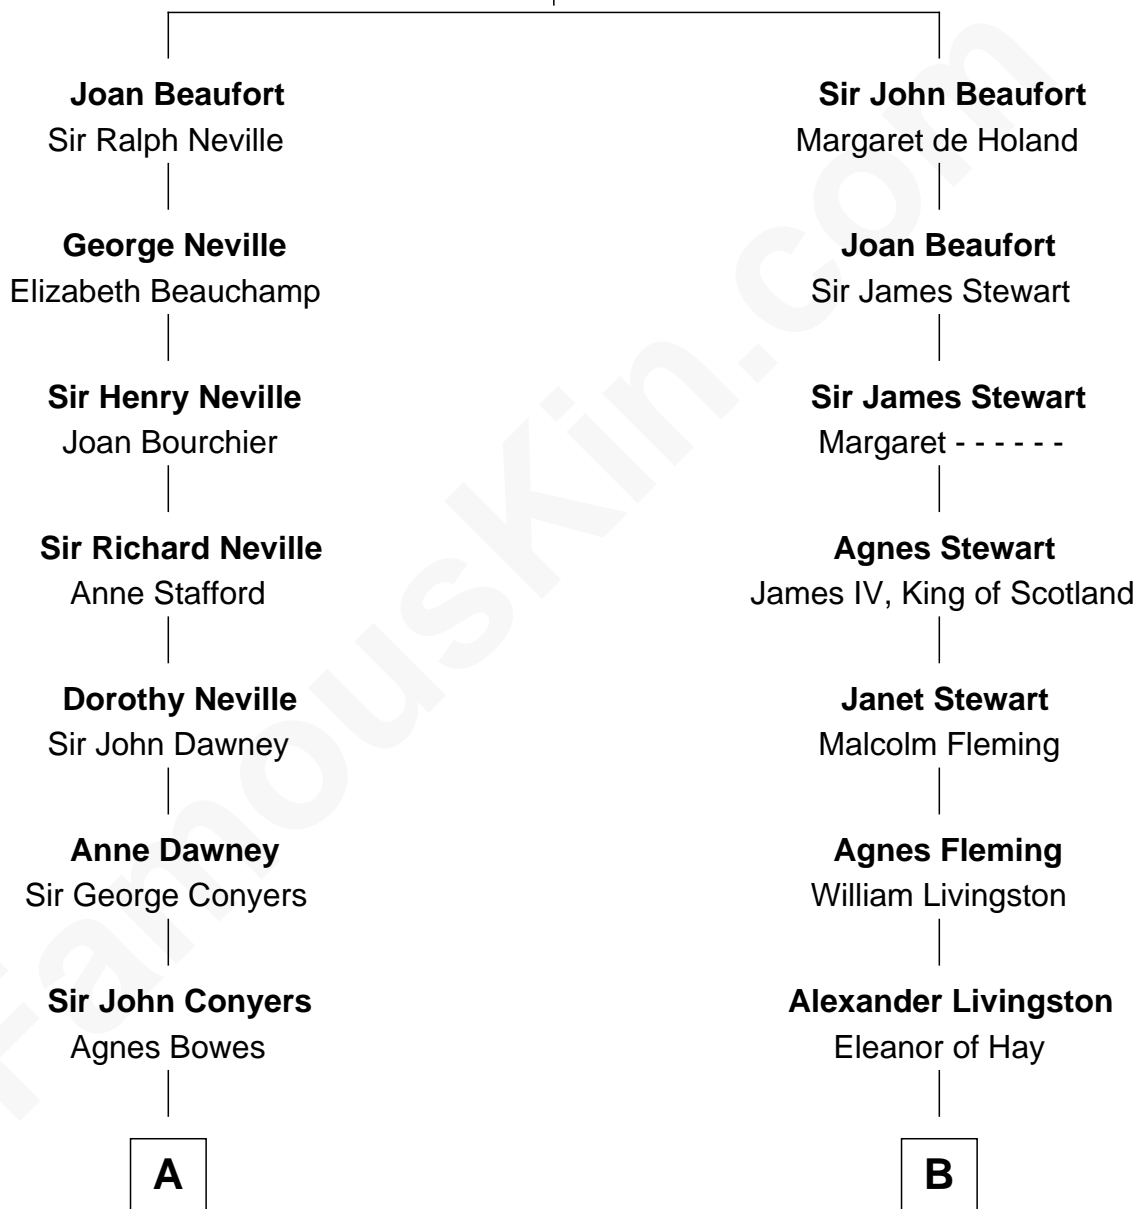 Joan Beaufort
Sir Ralph Neville
George Neville
Elizabeth Beauchamp
Sir Henry Neville
Joan Bourchier
Sir Richard Neville
Anne Stafford
Dorothy Neville
Sir John Dawney
Anne Dawney
Sir George Conyers
Sir John Conyers
Agnes Bowes
A
Sir John Beaufort
Margaret de Holand
Joan Beaufort
Sir James Stewart
Sir James Stewart
Margaret - - - - - -
Agnes Stewart
James IV, King of Scotland
Janet Stewart
Malcolm Fleming
Agnes Fleming
William Livingston
Alexander Livingston
Eleanor of Hay
B
FamousKin.com